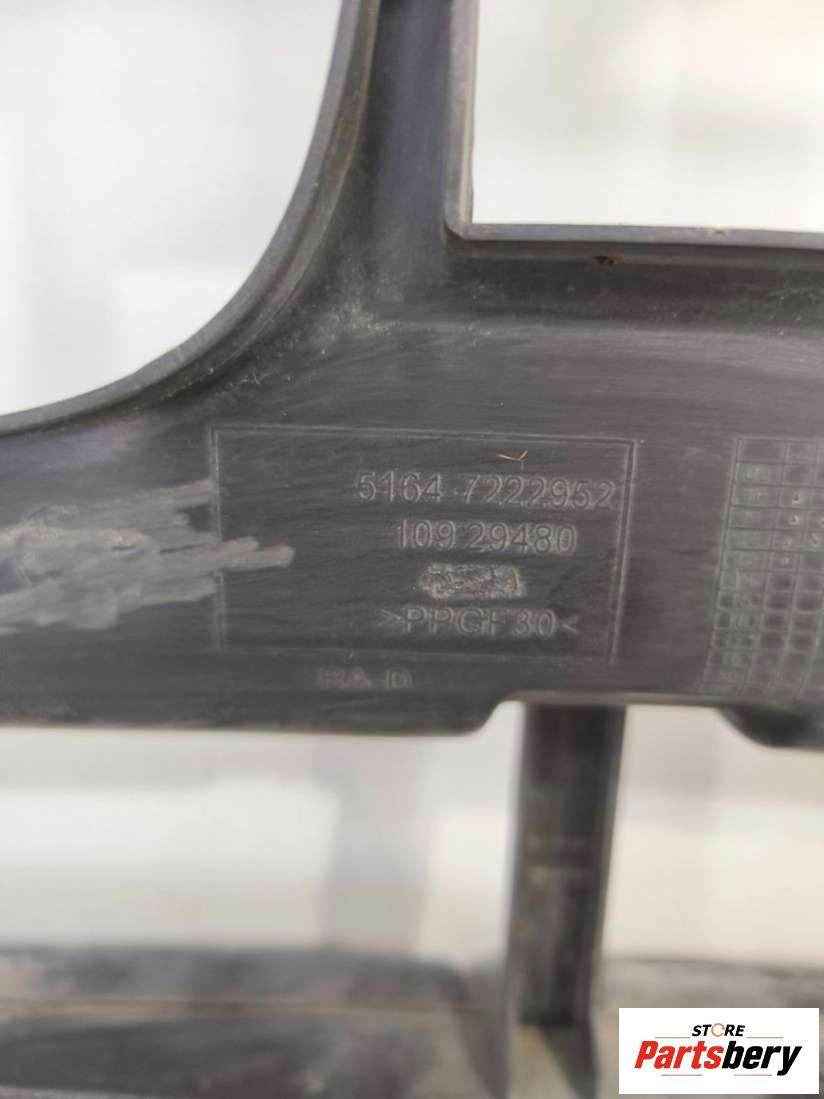 5164 7222952
109 29480
>PPGF30<
STORE
Partsbery